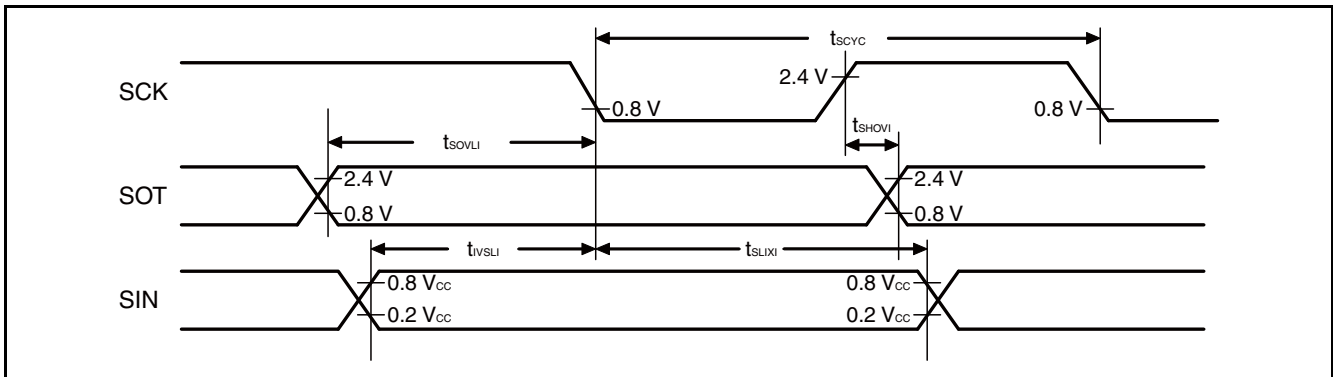 tSCYC
SCK
2.4 V
0.8 V
0.8 V
tSOVLI
tSHOVI
SOT
2.4 V
0.8 V
2.4 V
0.8 V
tIVSLI
tSLIXI
SIN
0.8 VCC
0.2 VCC
0.8 VCC
0.2 VCC